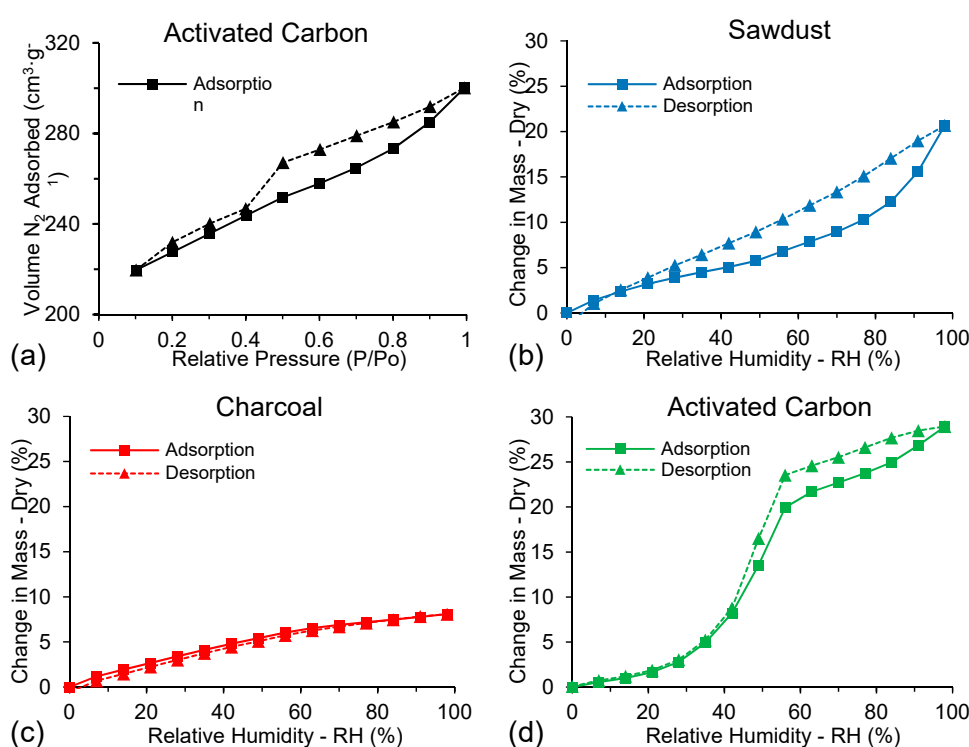 Activated Carbon
Volume N₂ Adsorbed (cm³·g⁻
¹)
320
280
240
200
Adsorptio
n
0 0.2 0.4 0.6 0.8 1
Relative Pressure (P/Po)
(a)
Sawdust
Change in Mass - Dry (%)
30
25
20
15
10
5
0
Adsorption
Desorption
0 20 40 60 80 100
Relative Humidity - RH (%)
(b)
Charcoal
Change in Mass - Dry (%)
30
25
20
15
10
5
0
Adsorption
Desorption
0 20 40 60 80 100
Relative Humidity - RH (%)
(c)
Activated Carbon
Change in Mass - Dry (%)
30
25
20
15
10
5
0
Adsorption
Desorption
0 20 40 60 80 100
Relative Humidity - RH (%)
(d)